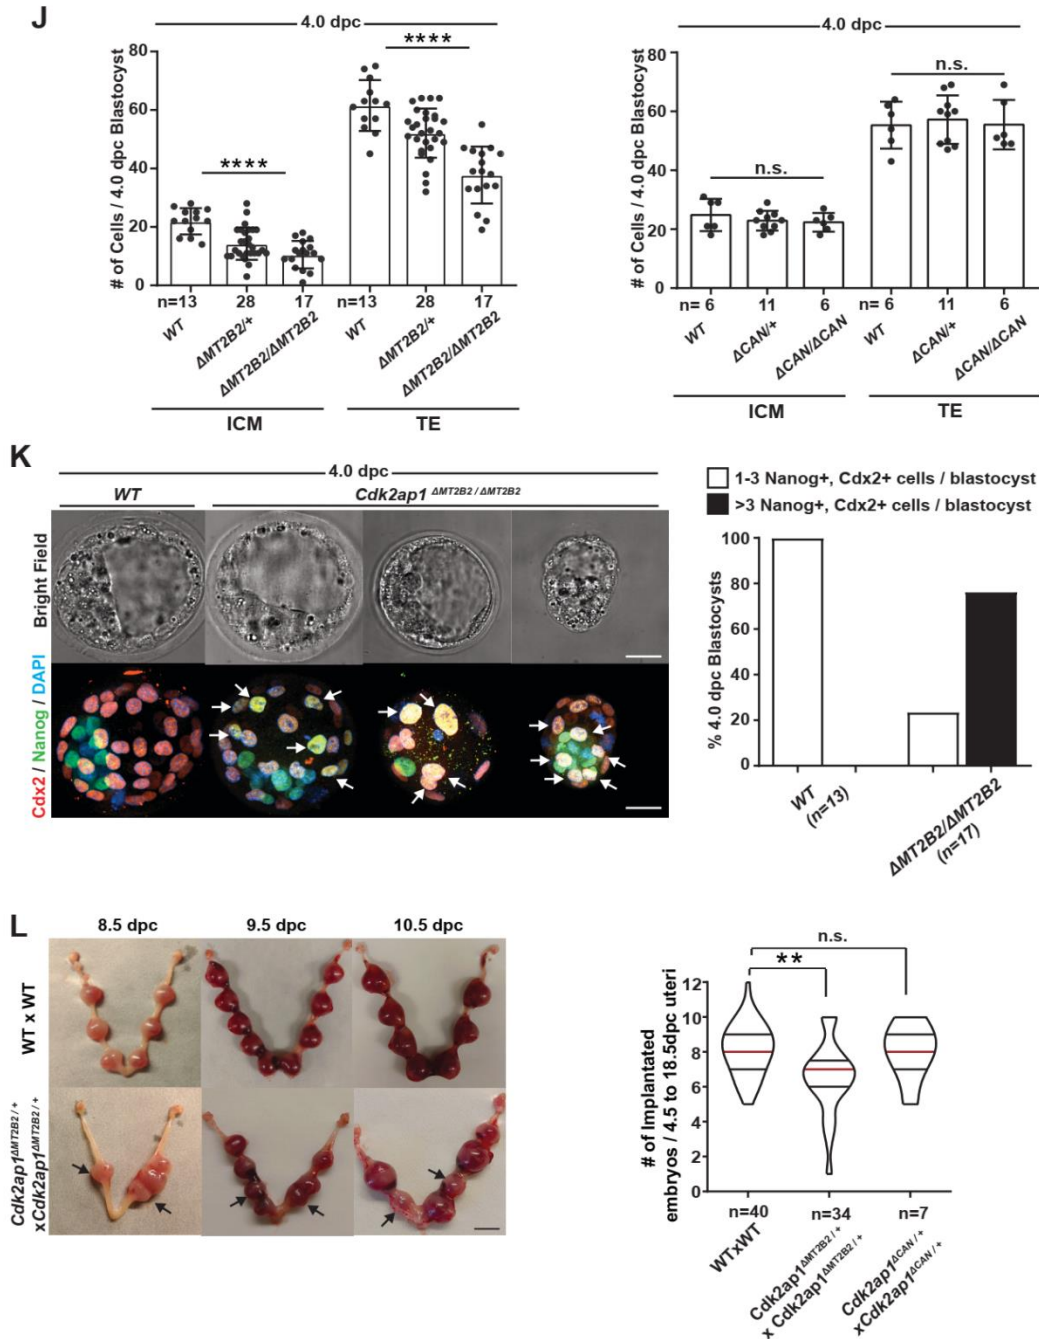 J
4.0 dpc
****
****
# of Cells / 4.0 dpc Blastocyst
80
60
40
20
0
n=13 28 17 n=13 28 17
WT ΔMT2B2/+ ΔMT2B2/ΔMT2B2 WT ΔMT2B2/+ ΔMT2B2/ΔMT2B2
ICM TE
4.0 dpc
n.s.
n.s.
# of Cells / 4.0 dpc Blastocyst
80
60
40
20
0
n= 6 11 6 n= 6 11 6
WT ΔCAN/+ ΔCAN/ΔCAN WT ΔCAN/+ ΔCAN/ΔCAN
ICM TE
K
4.0 dpc
WT Cdk2ap1 ΔMT2B2/ΔMT2B2
Bright Field
Cdx2 / Nanog / DAPI
1-3 Nanog+, Cdx2+ cells / blastocyst
>3 Nanog+, Cdx2+ cells / blastocyst
% 4.0 dpc Blastocysts
100
80
60
40
20
0
WT
(n=13)
ΔMT2B2/ΔMT2B2
(n=17)
L
8.5 dpc 9.5 dpc 10.5 dpc
WT x WT
Cdk2ap1ΔMT2B2/+
xCdk2ap1ΔMT2B2/+
n.s.
**
# of Implantated
embryos / 4.5 to 18.5dpc uteri
12
10
8
6
4
2
0
n=40 n=34 n=7
WTxWT
Cdk2ap1ΔMT2B2/+
x Cdk2ap1ΔMT2B2/+
Cdk2ap1ΔCAN/+
xCdk2ap1ΔCAN/+